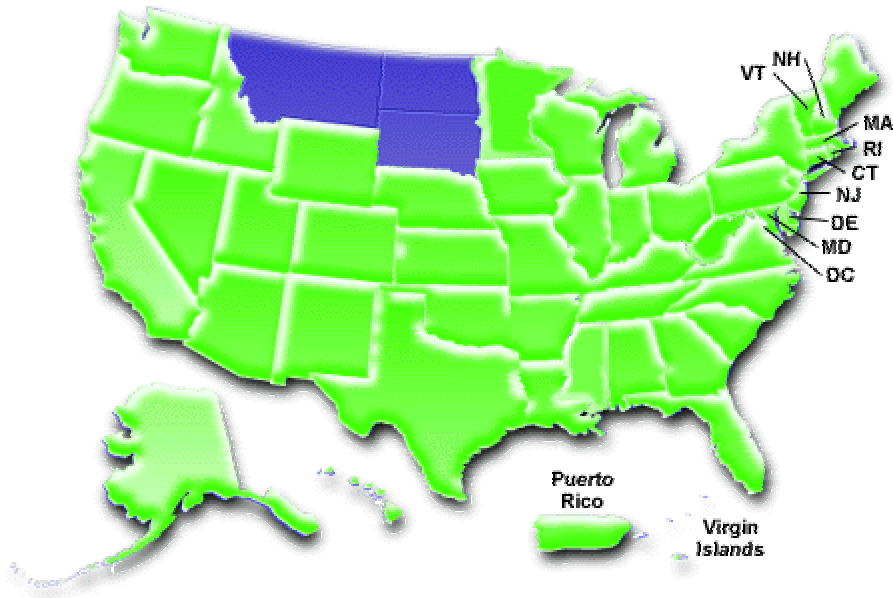 NH
VT
MA
RI
CT
NJ
DE
MD
DC
Puerto
Rico
Virgin
Islands